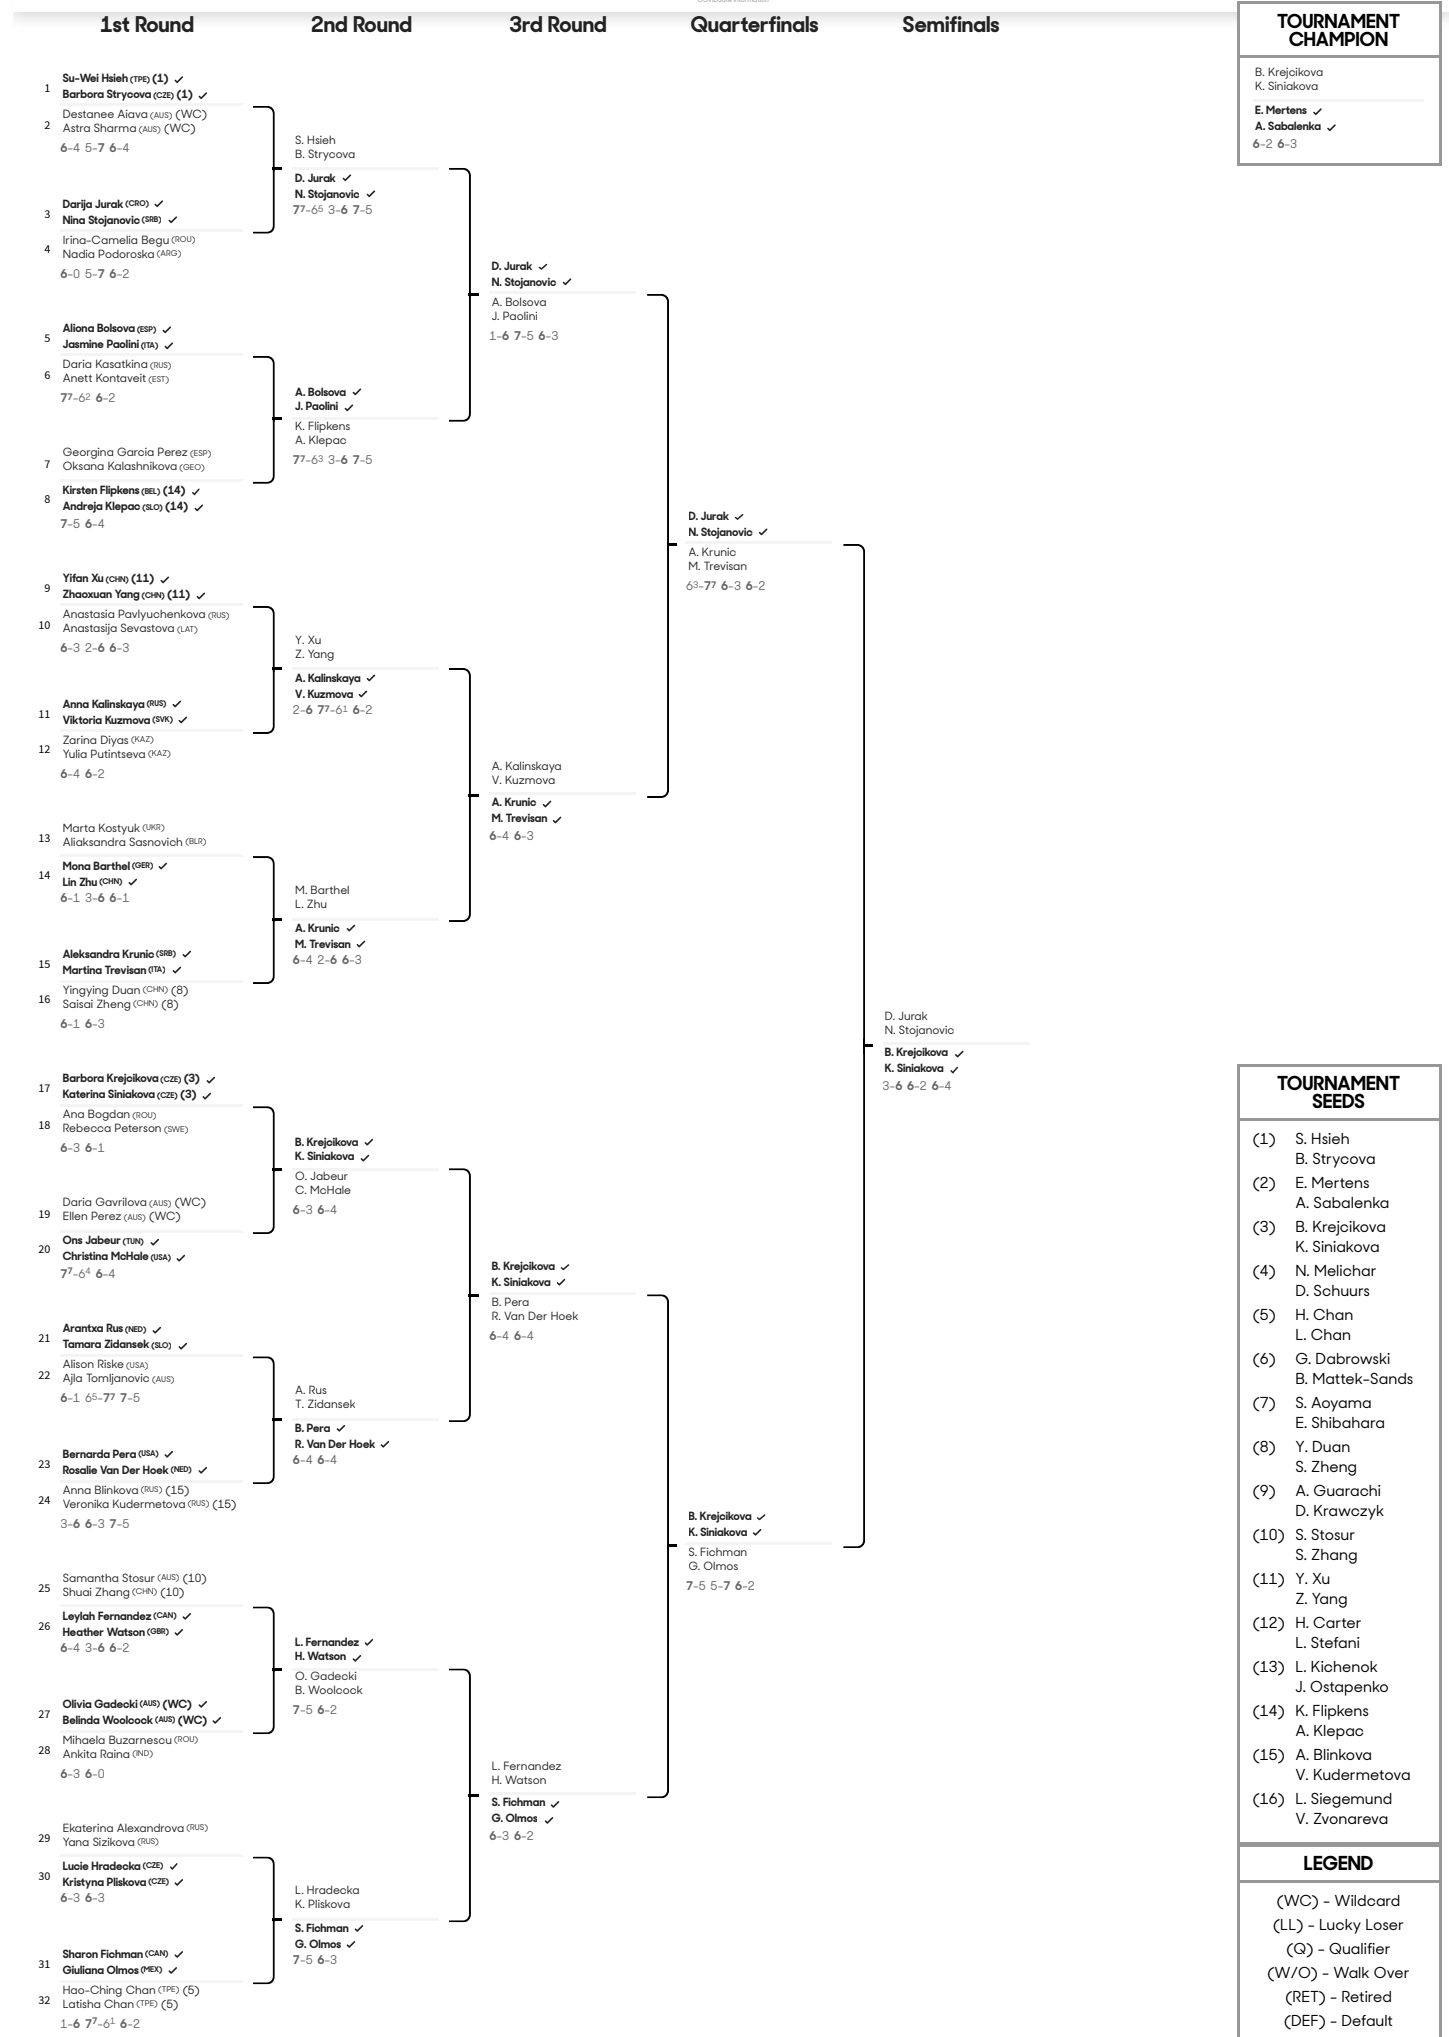 1st Round
2nd Round
3rd Round
Quarterfinals
Semifinals
TOURNAMENT
CHAMPION
B. Krejcikova
K. Siniakova
E. Mertens ✓
A. Sabalenka ✓
6-2 6-3
1
Su-Wei Hsieh (TPE) (1) ✓
Barbora Strycova (CZE) (1) ✓
2
Destanee Aiava (AUS) (WC)
Astra Sharma (AUS) (WC)
6-4 5-7 6-4
3
Darija Jurak (CRO) ✓
Nina Stojanovic (SRB) ✓
4
Irina-Camelia Begu (ROU)
Nadia Podoroska (ARG)
6-0 5-7 6-2
5
Aliona Bolsova (ESP) ✓
Jasmine Paolini (ITA) ✓
6
Daria Kasatkina (RUS)
Anett Kontaveit (EST)
7⁷-6² 6-2
7
Georgina Garcia Perez (ESP)
Oksana Kalashnikova (GEO)
8
Kirsten Flipkens (BEL) (14) ✓
Andreja Klepac (SLO) (14) ✓
7-5 6-4
9
Yifan Xu (CHN) (11) ✓
Zhaoxuan Yang (CHN) (11) ✓
10
Anastasia Pavlyuchenkova (RUS)
Anastasija Sevastova (LAT)
6-3 2-6 6-3
11
Anna Kalinskaya (RUS) ✓
Viktoria Kuzmova (SVK) ✓
12
Zarina Diyas (KAZ)
Yulia Putintseva (KAZ)
6-4 6-2
13
Marta Kostyuk (UKR)
Aliaksandra Sasnovich (BLR)
14
Mona Barthel (GER) ✓
Lin Zhu (CHN) ✓
6-1 3-6 6-1
15
Aleksandra Krunic (SRB) ✓
Martina Trevisan (ITA) ✓
16
Yingying Duan (CHN) (8)
Saisai Zheng (CHN) (8)
6-1 6-3
17
Barbora Krejcikova (CZE) (3) ✓
Katerina Siniakova (CZE) (3) ✓
18
Ana Bogdan (ROU)
Rebecca Peterson (SWE)
6-3 6-1
19
Daria Gavrilova (AUS) (WC)
Ellen Perez (AUS) (WC)
20
Ons Jabeur (TUN) ✓
Christina McHale (USA) ✓
7⁷-6⁴ 6-4
21
Arantxa Rus (NED) ✓
Tamara Zidansek (SLO) ✓
22
Alison Riske (USA)
Ajla Tomljanovic (AUS)
6-1 6⁵-7⁷ 7-5
23
Bernarda Pera (USA) ✓
Rosalie Van Der Hoek (NED) ✓
24
Anna Blinkova (RUS) (15)
Veronika Kudermetova (RUS) (15)
3-6 6-3 7-5
25
Samantha Stosur (AUS) (10)
Shuai Zhang (CHN) (10)
26
Leylah Fernandez (CAN) ✓
Heather Watson (GBR) ✓
6-4 3-6 6-2
27
Olivia Gadecki (AUS) (WC) ✓
Belinda Woolcock (AUS) (WC) ✓
28
Mihaela Buzarnescu (ROU)
Ankita Raina (IND)
6-3 6-0
29
Ekaterina Alexandrova (RUS)
Yana Sizikova (RUS)
30
Lucie Hradecka (CZE) ✓
Kristyna Pliskova (CZE) ✓
6-3 6-3
31
Sharon Fichman (CAN) ✓
Giuliana Olmos (MEX) ✓
32
Hao-Ching Chan (TPE) (5)
Latisha Chan (TPE) (5)
1-6 7⁷-6¹ 6-2
S. Hsieh
B. Strycova
D. Jurak ✓
N. Stojanovic ✓
7⁷-6⁵ 3-6 7-5
A. Bolsova ✓
J. Paolini ✓
K. Flipkens
A. Klepac
7⁷-6³ 3-6 7-5
Y. Xu
Z. Yang
A. Kalinskaya ✓
V. Kuzmova ✓
2-6 7⁷-6¹ 6-2
M. Barthel
L. Zhu
A. Krunic ✓
M. Trevisan ✓
6-4 2-6 6-3
B. Krejcikova ✓
K. Siniakova ✓
O. Jabeur
C. McHale
6-3 6-4
A. Rus
T. Zidansek
B. Pera ✓
R. Van Der Hoek ✓
6-4 6-4
L. Fernandez ✓
H. Watson ✓
O. Gadecki
B. Woolcock
7-5 6-2
L. Hradecka
K. Pliskova
S. Fichman ✓
G. Olmos ✓
7-5 6-3
D. Jurak ✓
N. Stojanovic ✓
A. Bolsova
J. Paolini
1-6 7-5 6-3
A. Kalinskaya
V. Kuzmova
A. Krunic ✓
M. Trevisan ✓
6-4 6-3
B. Krejcikova ✓
K. Siniakova ✓
B. Pera
R. Van Der Hoek
6-4 6-4
L. Fernandez
H. Watson
S. Fichman ✓
G. Olmos ✓
6-3 6-2
D. Jurak ✓
N. Stojanovic ✓
A. Krunic
M. Trevisan
6³-7⁷ 6-3 6-2
B. Krejcikova ✓
K. Siniakova ✓
S. Fichman
G. Olmos
7-5 5-7 6-2
D. Jurak
N. Stojanovic
B. Krejcikova ✓
K. Siniakova ✓
3-6 6-2 6-4
TOURNAMENT
SEEDS
(1) S. Hsieh
B. Strycova
(2) E. Mertens
A. Sabalenka
(3) B. Krejcikova
K. Siniakova
(4) N. Melichar
D. Schuurs
(5) H. Chan
L. Chan
(6) G. Dabrowski
B. Mattek-Sands
(7) S. Aoyama
E. Shibahara
(8) Y. Duan
S. Zheng
(9) A. Guarachi
D. Krawczyk
(10) S. Stosur
S. Zhang
(11) Y. Xu
Z. Yang
(12) H. Carter
L. Stefani
(13) L. Kichenok
J. Ostapenko
(14) K. Flipkens
A. Klepac
(15) A. Blinkova
V. Kudermetova
(16) L. Siegemund
V. Zvonareva
LEGEND
(WC) - Wildcard
(LL) - Lucky Loser
(Q) - Qualifier
(W/O) - Walk Over
(RET) - Retired
(DEF) - Default